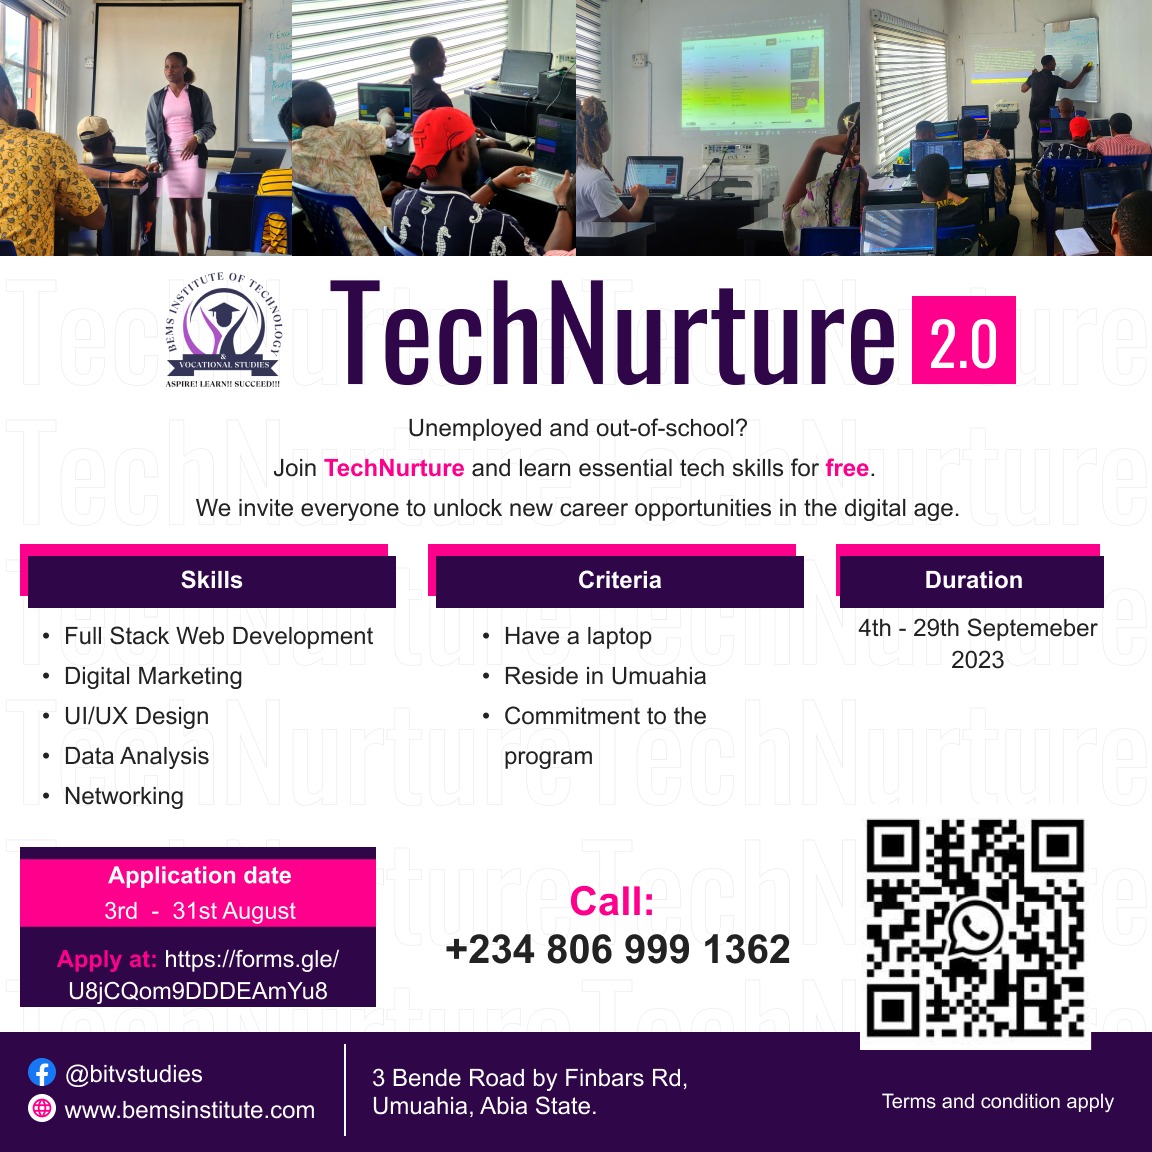 BEMS INSTITUTE OF TECHNOLOGY
&
VOCATIONAL STUDIES
ASPIRE! LEARN!! SUCCEED!!!
TechNurture 2.0
Unemployed and out-of-school?
Join TechNurture and learn essential tech skills for free.
We invite everyone to unlock new career opportunities in the digital age.
Skills
• Full Stack Web Development
• Digital Marketing
• UI/UX Design
• Data Analysis
• Networking
Criteria
• Have a laptop
• Reside in Umuahia
• Commitment to the
program
Duration
4th - 29th Septemeber
2023
Application date
3rd - 31st August
Apply at: https://forms.gle/
U8jCQom9DDDEAmYu8
Call:
+234 806 999 1362
@bitvstudies
www.bemsinstitute.com
3 Bende Road by Finbars Rd,
Umuahia, Abia State.
Terms and condition apply